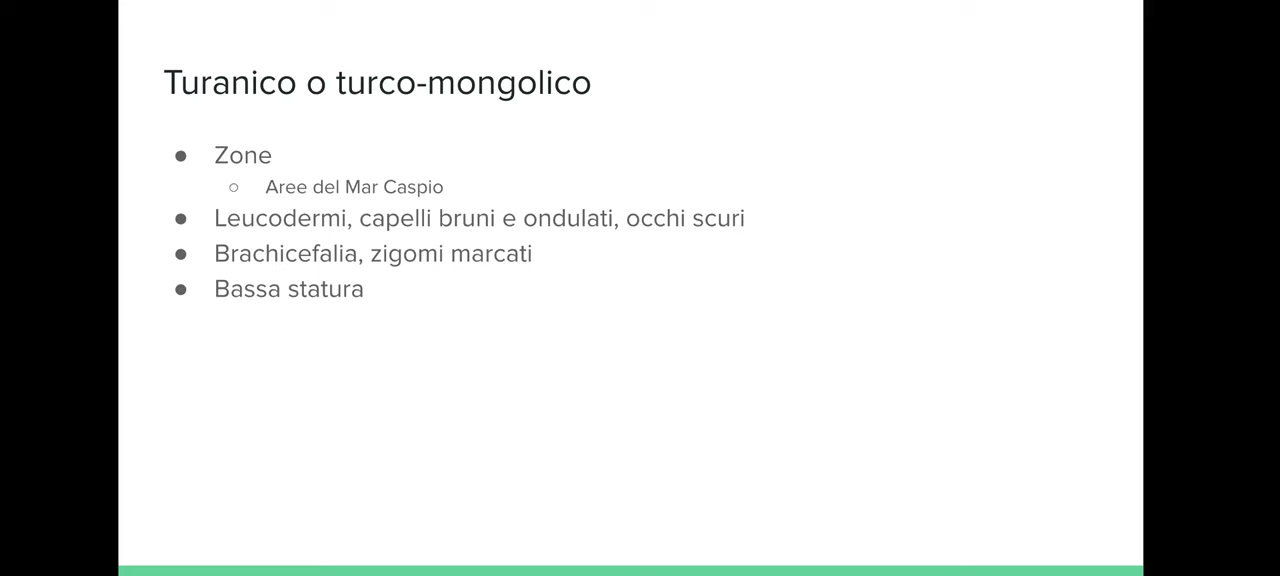 Turanico o turco-mongolico
● Zone
○ Aree del Mar Caspio
● Leucodermi, capelli bruni e ondulati, occhi scuri
● Brachicefalia, zigomi marcati
● Bassa statura